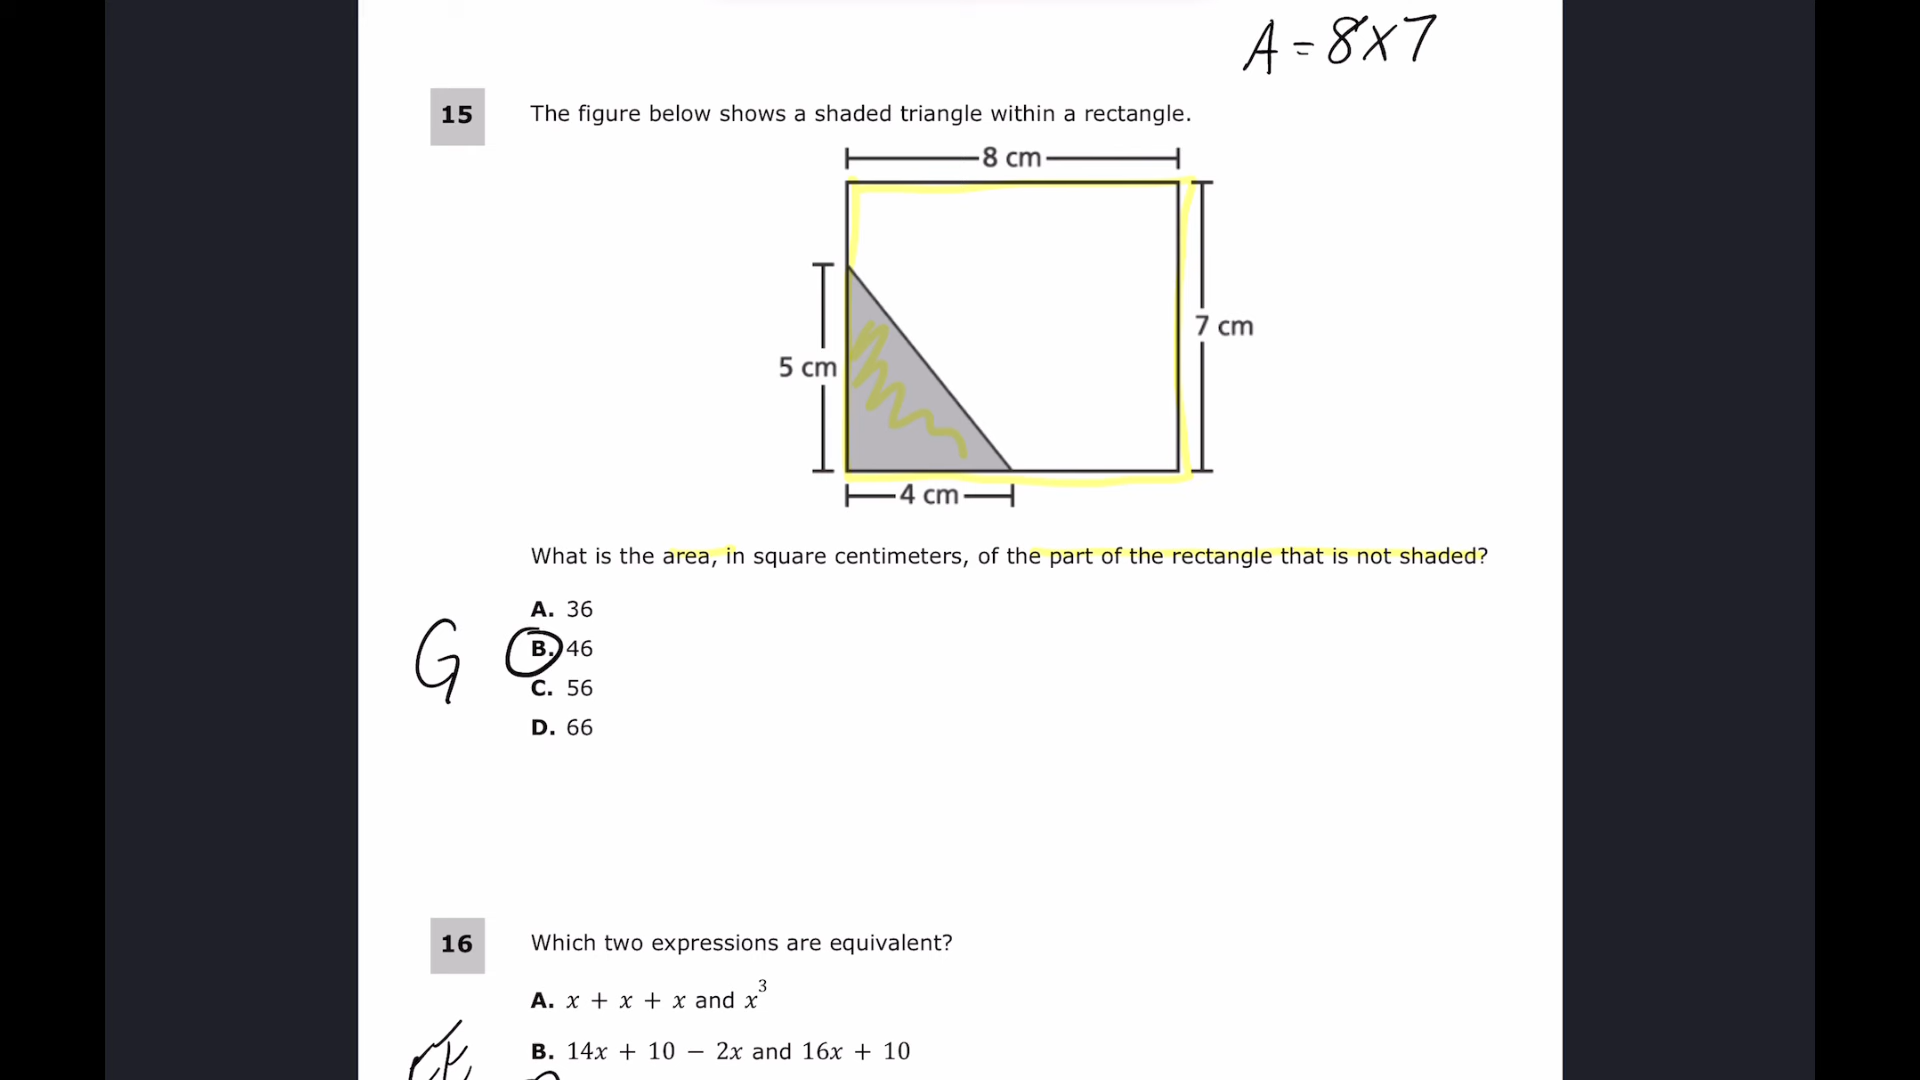 A = 8x7
15 The figure below shows a shaded triangle within a rectangle.
8 cm
7 cm
5 cm
4 cm
What is the area, in square centimeters, of the part of the rectangle that is not shaded?
A. 36
G B. 46
C. 56
D. 66
16 Which two expressions are equivalent?
A. x + x + x and x³
B. 14x + 10 − 2x and 16x + 10